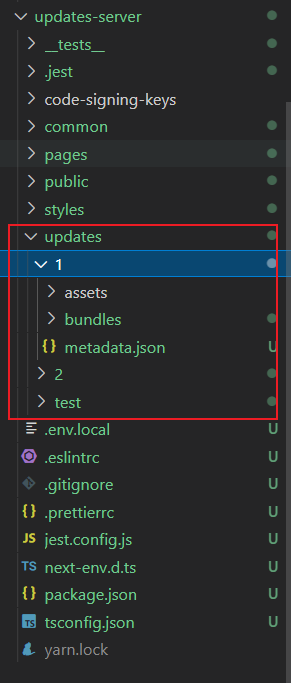 updates-server
__tests__
.jest
code-signing-keys
common
pages
public
styles
updates
1
assets
bundles
{} metadata.json U
2
test
.env.local U
.eslintrc U
.gitignore U
{} .prettierrc U
JS jest.config.js U
TS next-env.d.ts U
{} package.json U
TS tsconfig.json U
yarn.lock